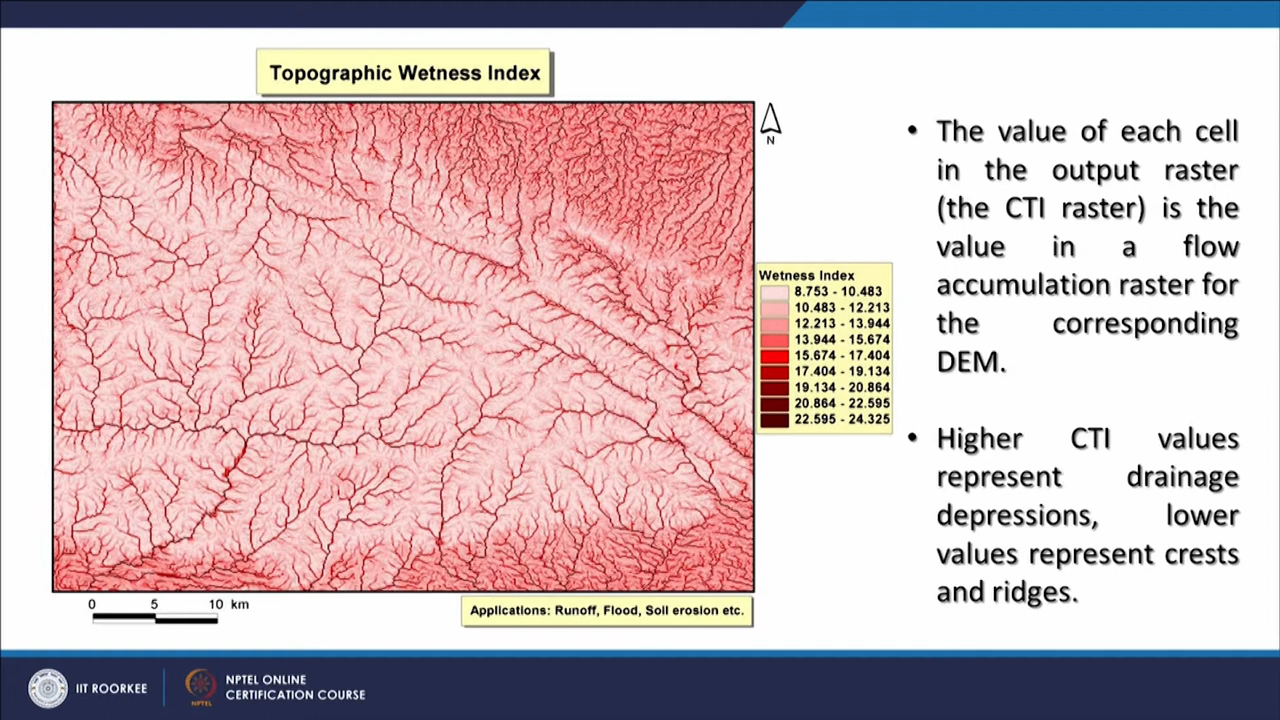 Topographic Wetness Index
N
Wetness Index
8.753 - 10.483
10.483 - 12.213
12.213 - 13.944
13.944 - 15.674
15.674 - 17.404
17.404 - 19.134
19.134 - 20.864
20.864 - 22.595
22.595 - 24.325
0 5 10 km
Applications: Runoff, Flood, Soil erosion etc.
• The value of each cell
in the output raster
(the CTI raster) is the
value in a flow
accumulation raster for
the corresponding
DEM.
• Higher CTI values
represent drainage
depressions, lower
values represent crests
and ridges.
IIT ROORKEE
NPTEL
NPTEL ONLINE
CERTIFICATION COURSE